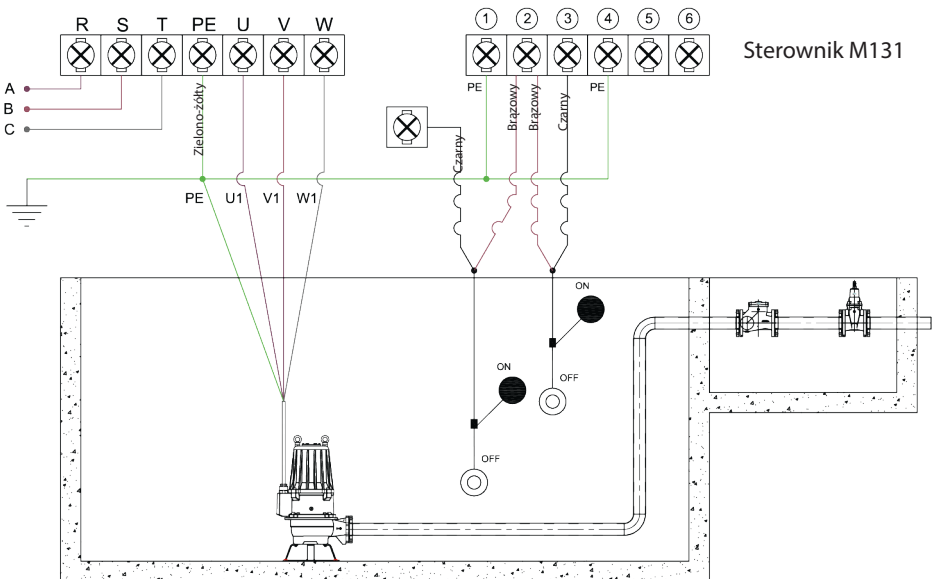 R S T PE U V W
1 2 3 4 5 6
Sterownik M131
A
B
C
PE
PE
Zielono-żółty
Brązowy
Brązowy
Czarny
Czarny
PE U1 V1 W1
ON
OFF
ON
OFF